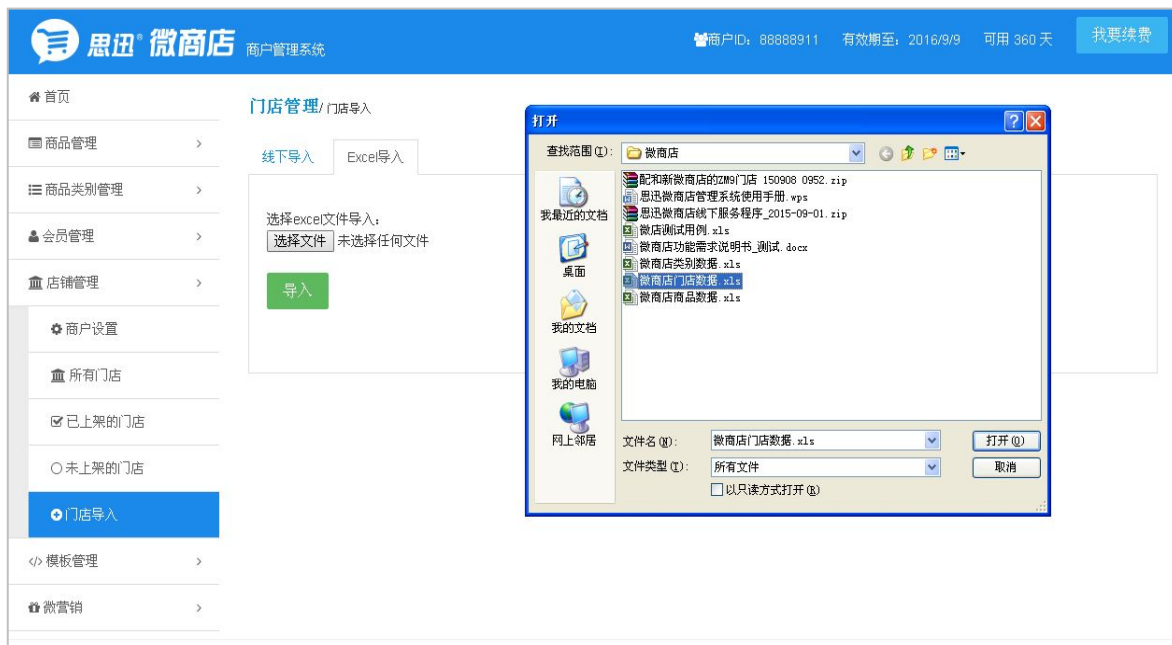 思迅® 微商店 商户管理系统
商户ID: 88888911 有效期至: 2016/9/9 可用 360 天 我要续费
首页
商品管理
商品类别管理
会员管理
店铺管理
商户设置
所有门店
已上架的门店
未上架的门店
门店导入
模板管理
微营销
门店管理/ 门店导入
线下导入 Excel导入
选择excel文件导入:
选择文件 未选择任何文件
导入
打开
查找范围(I): 微商店
我最近的文档
桌面
我的文档
我的电脑
网上邻居
配和新微商店的ZM9门店 150908 0952.zip
思迅微商店管理系统使用手册.wps
思迅微商店线下服务程序_2015-09-01.zip
微店测试用例.xls
微商店功能需求说明书_测试.docx
微商店类别数据.xls
微商店门店数据.xls
微商店商品数据.xls
文件名(N): 微商店门店数据.xls 打开(O)
文件类型(T): 所有文件 取消
以只读方式打开(R)